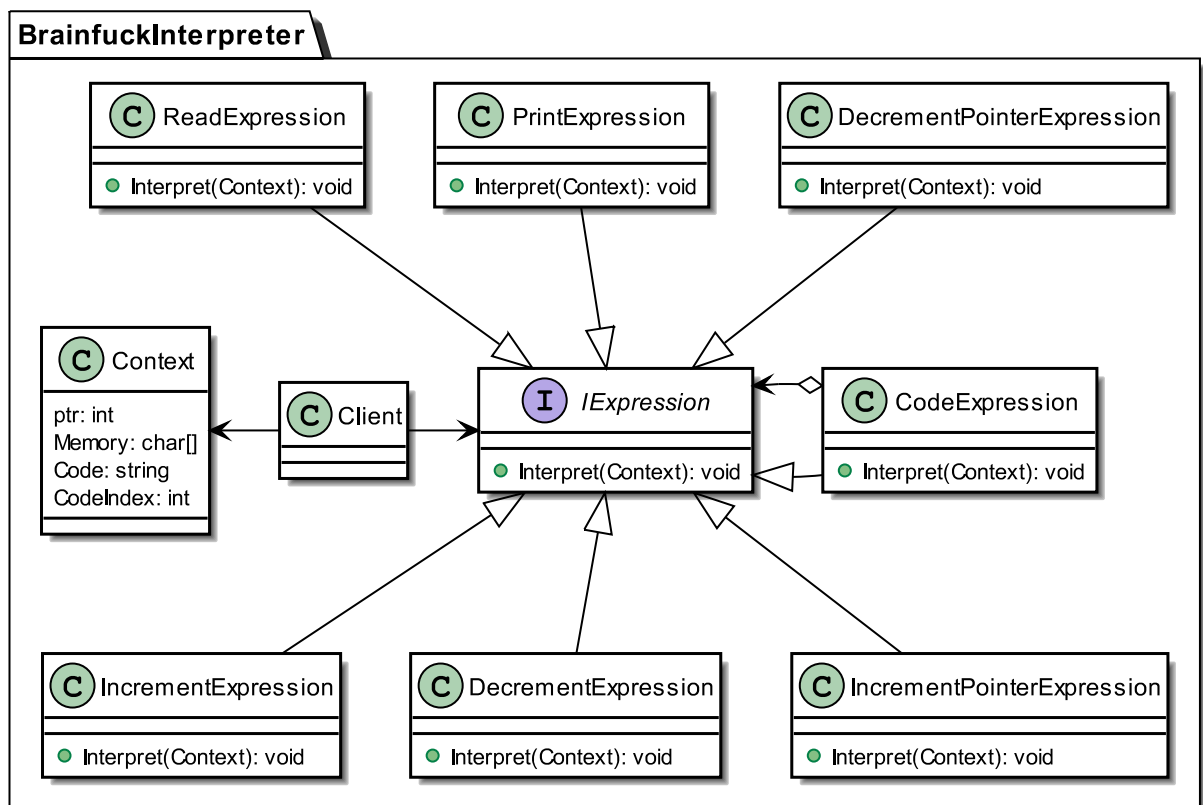 BrainfuckInterpreter
C ReadExpression
Interpret(Context): void
C PrintExpression
Interpret(Context): void
C DecrementPointerExpression
Interpret(Context): void
C Context
ptr: int
Memory: char[]
Code: string
CodeIndex: int
C Client
I IExpression
Interpret(Context): void
C CodeExpression
Interpret(Context): void
C IncrementExpression
Interpret(Context): void
C DecrementExpression
Interpret(Context): void
C IncrementPointerExpression
Interpret(Context): void